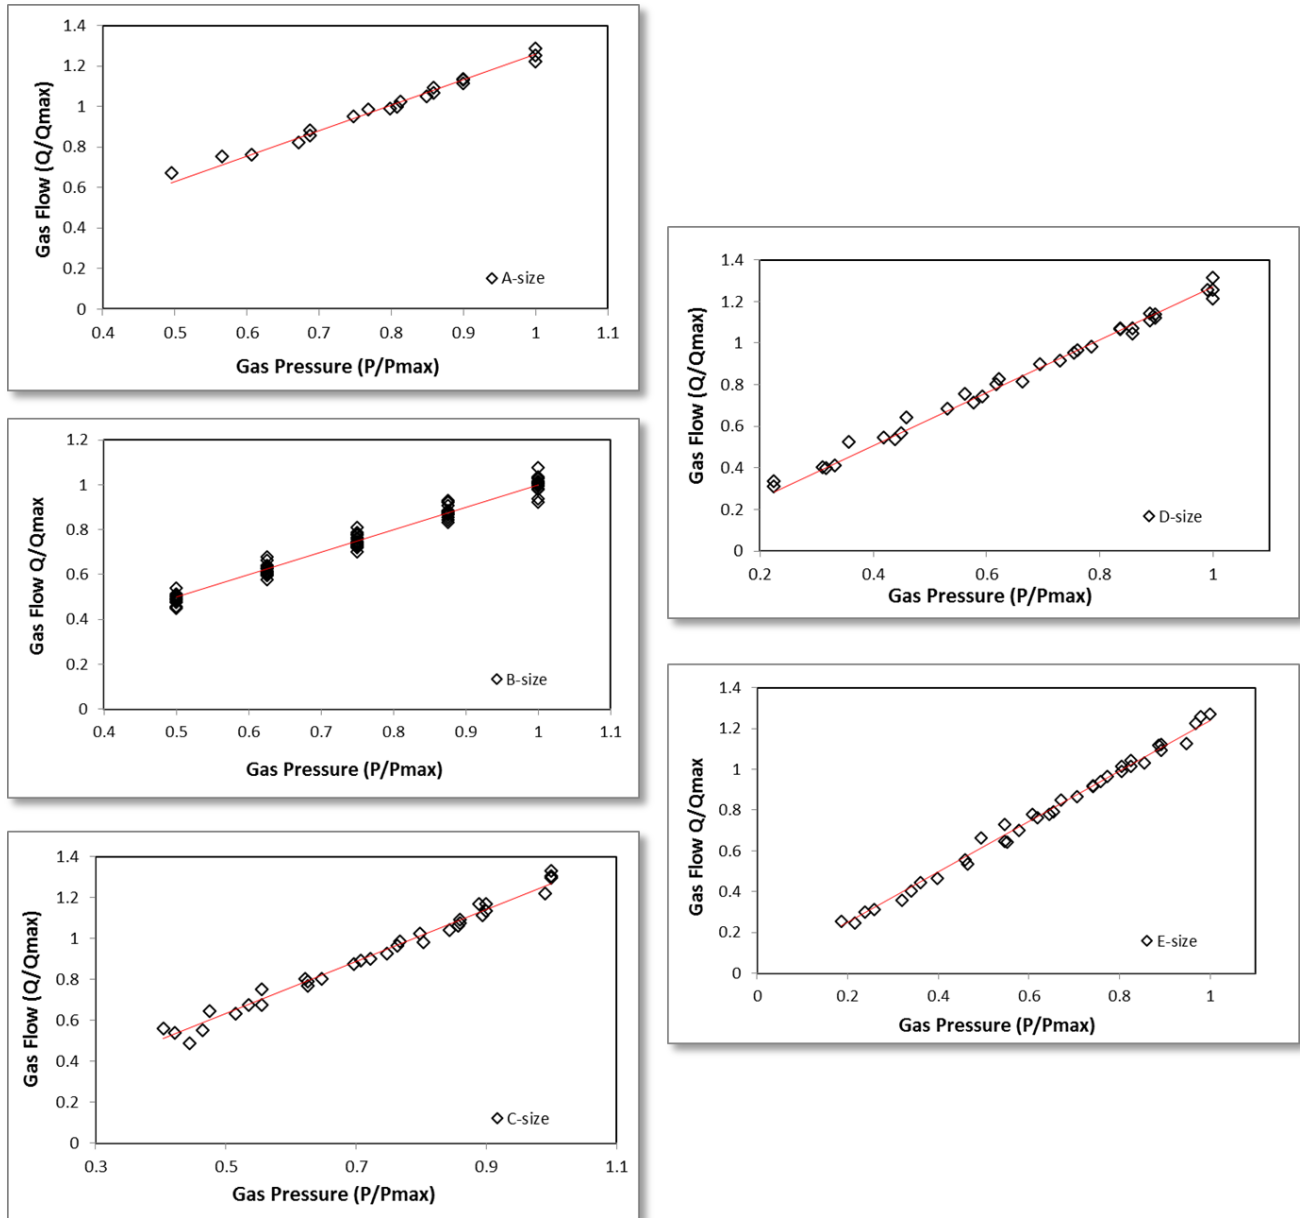 1.4
1.2
1
0.8
0.6
0.4
0.2
0
0.4 0.5 0.6 0.7 0.8 0.9 1 1.1
Gas Flow (Q/Qmax)
Gas Pressure (P/Pmax)
A-size
1.2
1
0.8
0.6
0.4
0.2
0
0.4 0.5 0.6 0.7 0.8 0.9 1 1.1
Gas Flow Q/Qmax
Gas Pressure (P/Pmax)
B-size
1.4
1.2
1
0.8
0.6
0.4
0.2
0
0.3 0.5 0.7 0.9 1.1
Gas Flow (Q/Qmax)
Gas Pressure (P/Pmax)
C-size
1.4
1.2
1
0.8
0.6
0.4
0.2
0
0.2 0.4 0.6 0.8 1
Gas Flow (Q/Qmax)
Gas Pressure (P/Pmax)
D-size
1.4
1.2
1
0.8
0.6
0.4
0.2
0
0 0.2 0.4 0.6 0.8 1
Gas Flow Q/Qmax
Gas Pressure (P/Pmax)
E-size